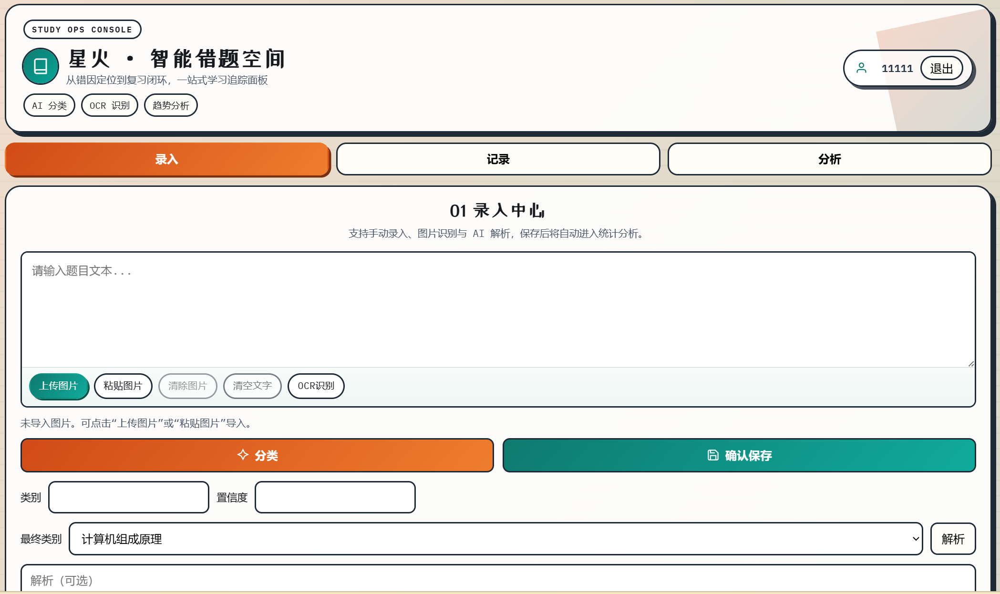 STUDY OPS CONSOLE
星火 · 智能错题空间
从错因定位到复习闭环，一站式学习追踪面板
AI 分类 OCR 识别 趋势分析
11111 退出
录入 记录 分析
01 录入中心
支持手动录入、图片识别与 AI 解析，保存后将自动进入统计分析。
请输入题目文本...
上传图片 粘贴图片 清除图片 清空文字 OCR识别
未导入图片。可点击“上传图片”或“粘贴图片”导入。
分类 确认保存
类别 置信度
最终类别 计算机组成原理 解析
解析（可选）